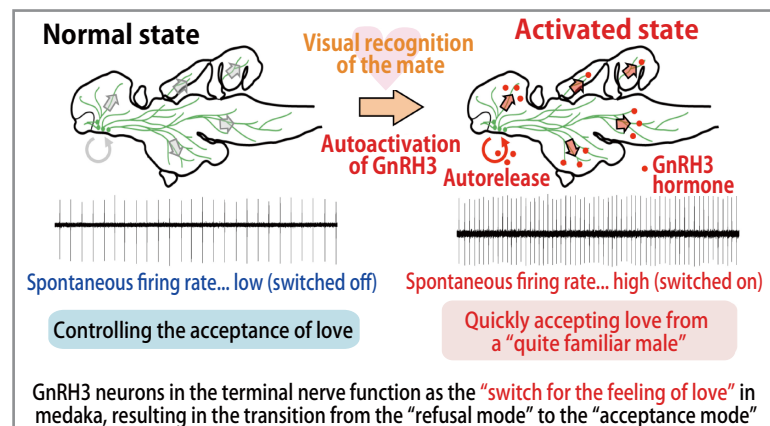 Normal state
Visual recognition
of the mate
Activated state
Autoactivation
of GnRH3
Autorelease
GnRH3
hormone
Spontaneous firing rate... low (switched off)
Spontaneous firing rate... high (switched on)
Controlling the acceptance of love
Quickly accepting love from
a “quite familiar male”
GnRH3 neurons in the terminal nerve function as the “switch for the feeling of love” in
medaka, resulting in the transition from the “refusal mode” to the “acceptance mode”